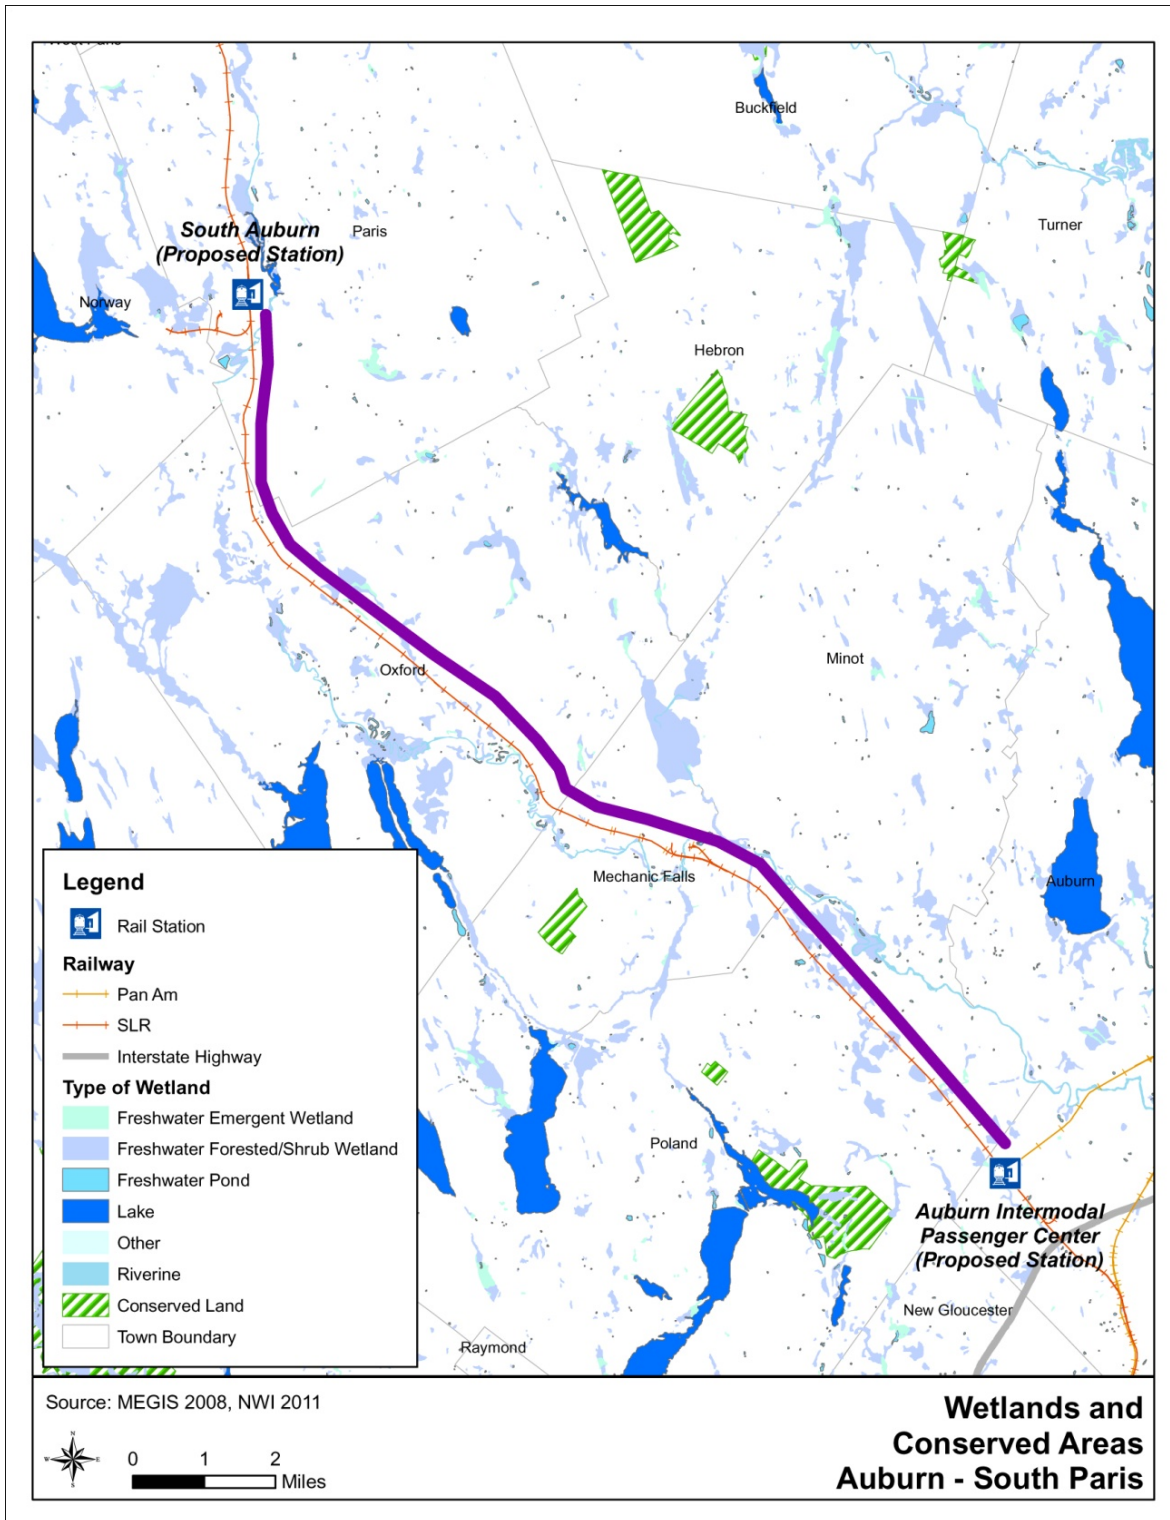 West Paris
Buckfield
Turner
South Auburn
(Proposed Station)
Paris
Norway
Hebron
Minot
Oxford
Mechanic Falls
Auburn
Poland
Auburn Intermodal
Passenger Center
(Proposed Station)
New Gloucester
Raymond
Legend
Rail Station
Railway
Pan Am
SLR
Interstate Highway
Type of Wetland
Freshwater Emergent Wetland
Freshwater Forested/Shrub Wetland
Freshwater Pond
Lake
Other
Riverine
Conserved Land
Town Boundary
Source: MEGIS 2008, NWI 2011
N
W
E
S
0 1 2
Miles
Wetlands and
Conserved Areas
Auburn - South Paris